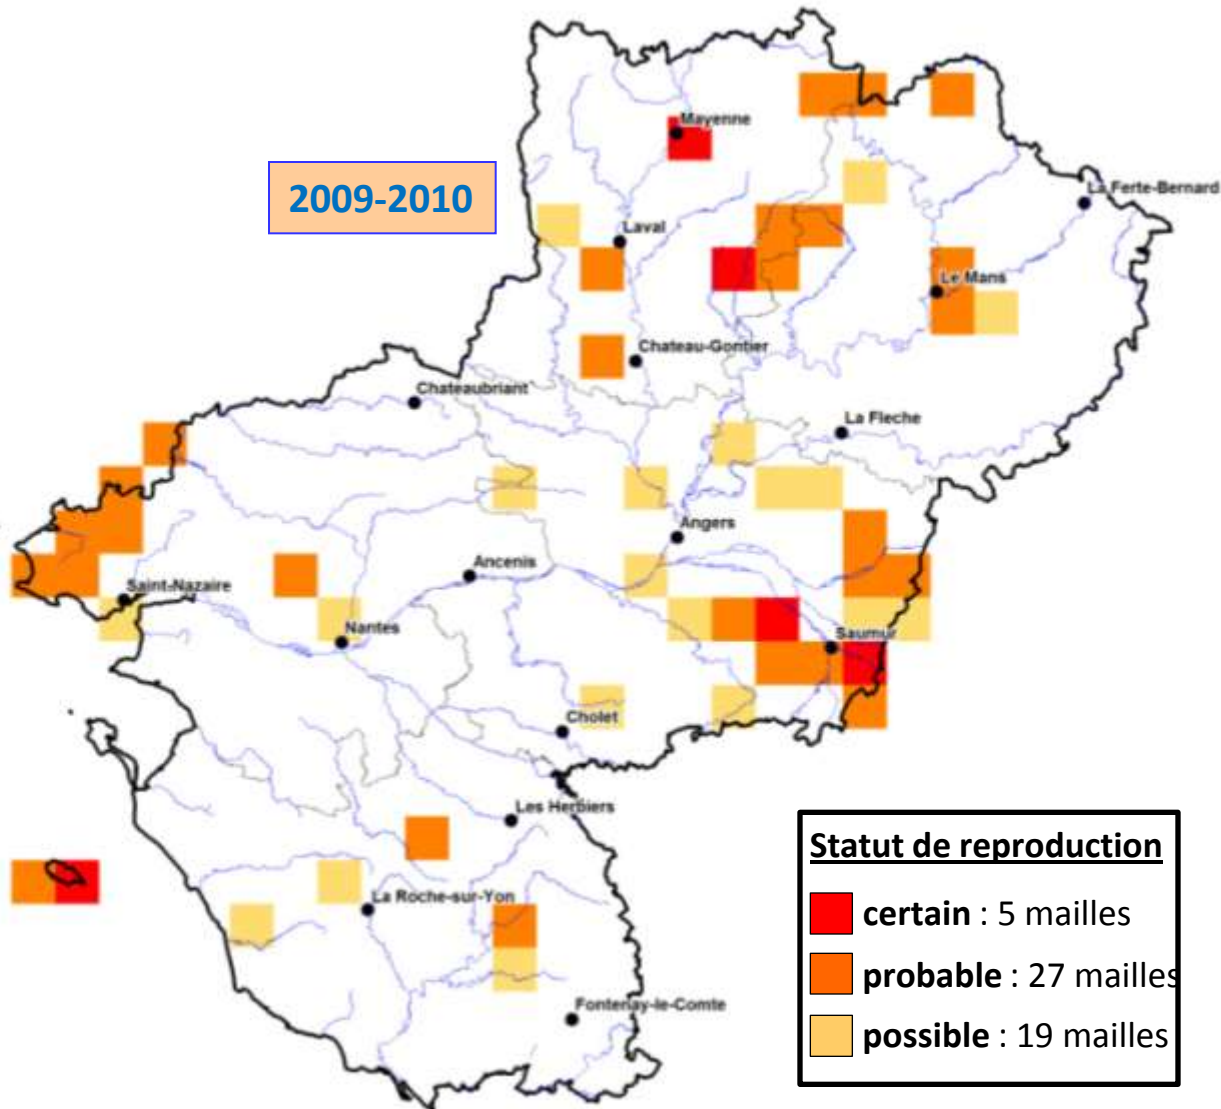 Mayenne
2009-2010
La Ferte-Bernard
Laval
Le Mans
Chateau-Gontier
Chateaubriant
La Fleche
Angers
Ancenis
Saint-Nazaire
Nantes
Saumur
Cholet
Les Herbiers
La Roche-sur-Yon
Fontenay-le-Comte
Statut de reproduction
certain : 5 mailles
probable : 27 mailles
possible : 19 mailles